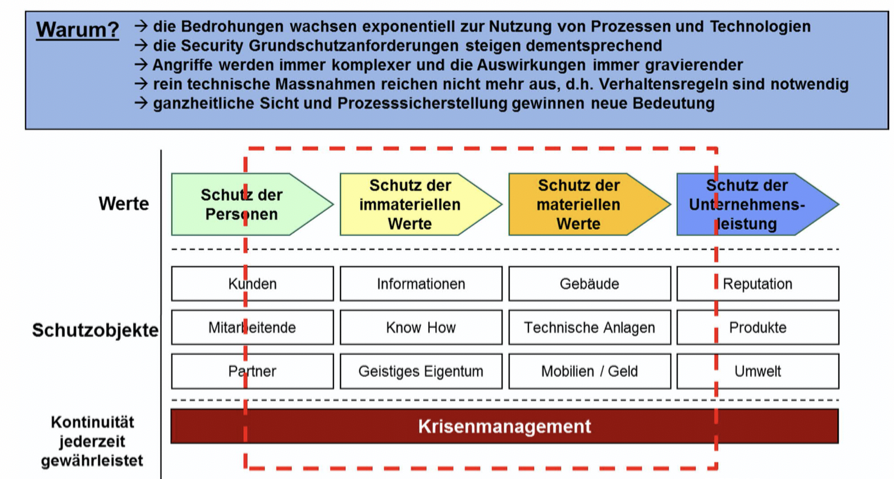 Warum? → die Bedrohungen wachsen exponentiell zur Nutzung von Prozessen und Technologien
→ die Security Grundschutzanforderungen steigen dementsprechend
→ Angriffe werden immer komplexer und die Auswirkungen immer gravierender
→ rein technische Massnahmen reichen nicht mehr aus, d.h. Verhaltensregeln sind notwendig
→ ganzheitliche Sicht und Prozesssicherstellung gewinnen neue Bedeutung
Werte
Schutz der
Personen
Schutz der
immateriellen
Werte
Schutz der
materiellen
Werte
Schutz der
Unternehmens-
leistung
Schutzobjekte
Kunden
Informationen
Gebäude
Reputation
Mitarbeitende
Know How
Technische Anlagen
Produkte
Partner
Geistiges Eigentum
Mobilien / Geld
Umwelt
Kontinuität
jederzeit
gewährleistet
Krisenmanagement